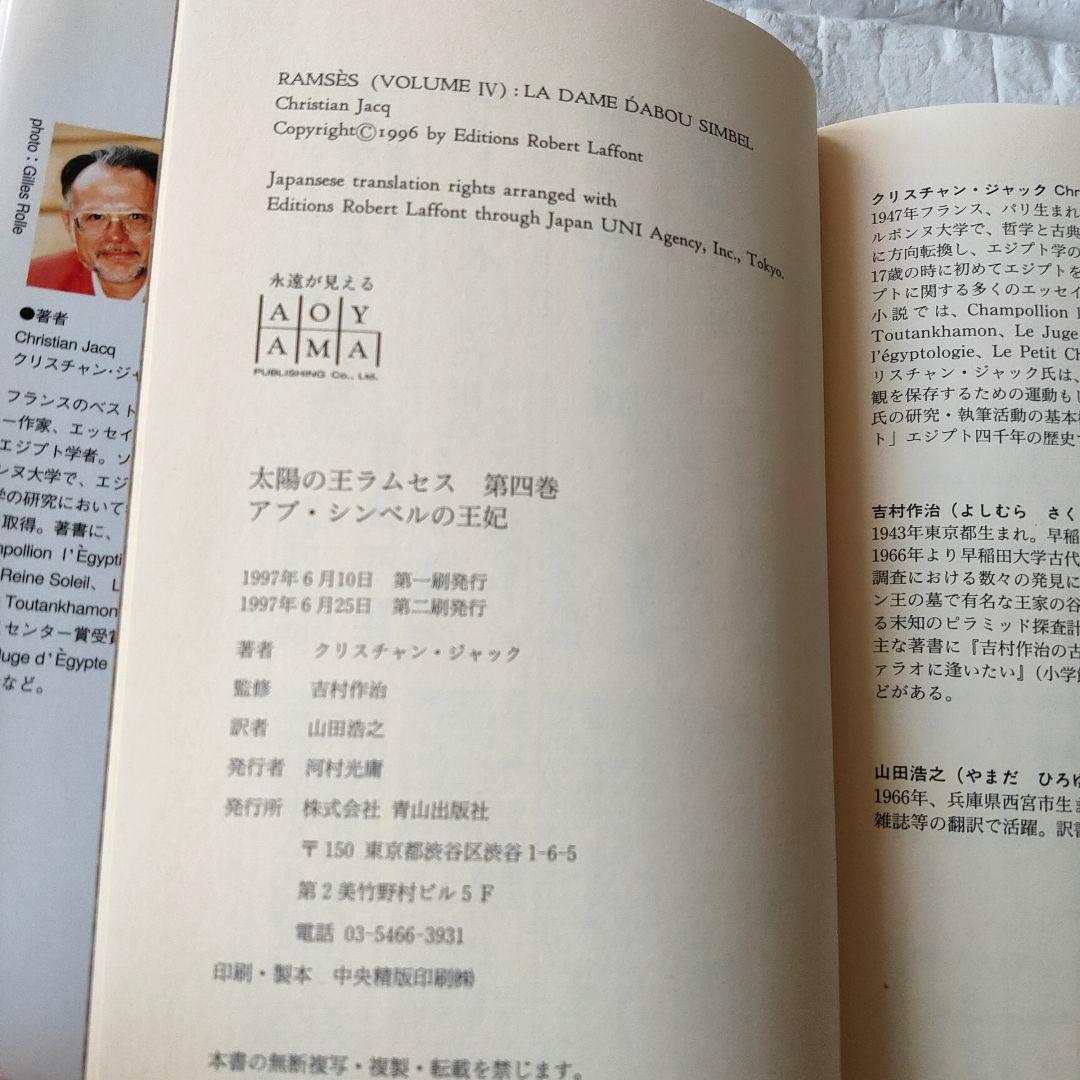 photo : Gilles Rolle
●著者
Christian Jacq
クリスチャン・ジャ
フランスのベスト
ー作家、エッセイ
エジプト学者。ソ
ンヌ大学で、エジ
学の研究において
取得。著書に、
npollion l'Ègypti
Reine Soleil、L
Toutankhamon
センター賞受賞
Juge d'Ègypte
など。
RAMSÈS (VOLUME IV) : LA DAME D́ABOU SIMBEL
Christian Jacq
Copyright©1996 by Editions Robert Laffont
Japansese translation rights arranged with
Editions Robert Laffont through Japan UNI Agency, Inc., Tokyo.
永遠が見える
AOY
AMA
PUBLISHING Co., Ltd.
太陽の王ラムセス 第四巻
アブ・シンベルの王妃
1997年6月10日 第一刷発行
1997年6月25日 第二刷発行
著者 クリスチャン・ジャック
監修 吉村作治
訳者 山田浩之
発行者 河村光庸
発行所 株式会社 青山出版社
〒150 東京都渋谷区渋谷1-6-5
第2美竹野村ビル5F
電話 03-5466-3931
印刷・製本 中央精版印刷㈱
本書の無断複写・複製・転載を禁じます。
クリスチャン・ジャック Chr
1947年フランス、パリ生まれ
ルボンヌ大学で、哲学と古典
に方向転換し、エジプト学の
17歳の時に初めてエジプトを
プトに関する多くのエッセイ
小説では、Champollion l
Toutankhamon、Le Juge
l'égyptologie、Le Petit Ch
リスチャン・ジャック氏は、
観を保存するための運動もし
氏の研究・執筆活動の基本
ト」エジプト四千年の歴史
吉村作治（よしむら さく
1943年東京都生まれ。早稲
1966年より早稲田大学古代
調査における数々の発見に
ン王の墓で有名な王家の谷
る未知のピラミッド探査計
主な著書に『吉村作治の古
ァラオに逢いたい』（小学館
どがある。
山田浩之（やまだ ひろゆ
1966年、兵庫県西宮市生ま
雑誌等の翻訳で活躍。訳書